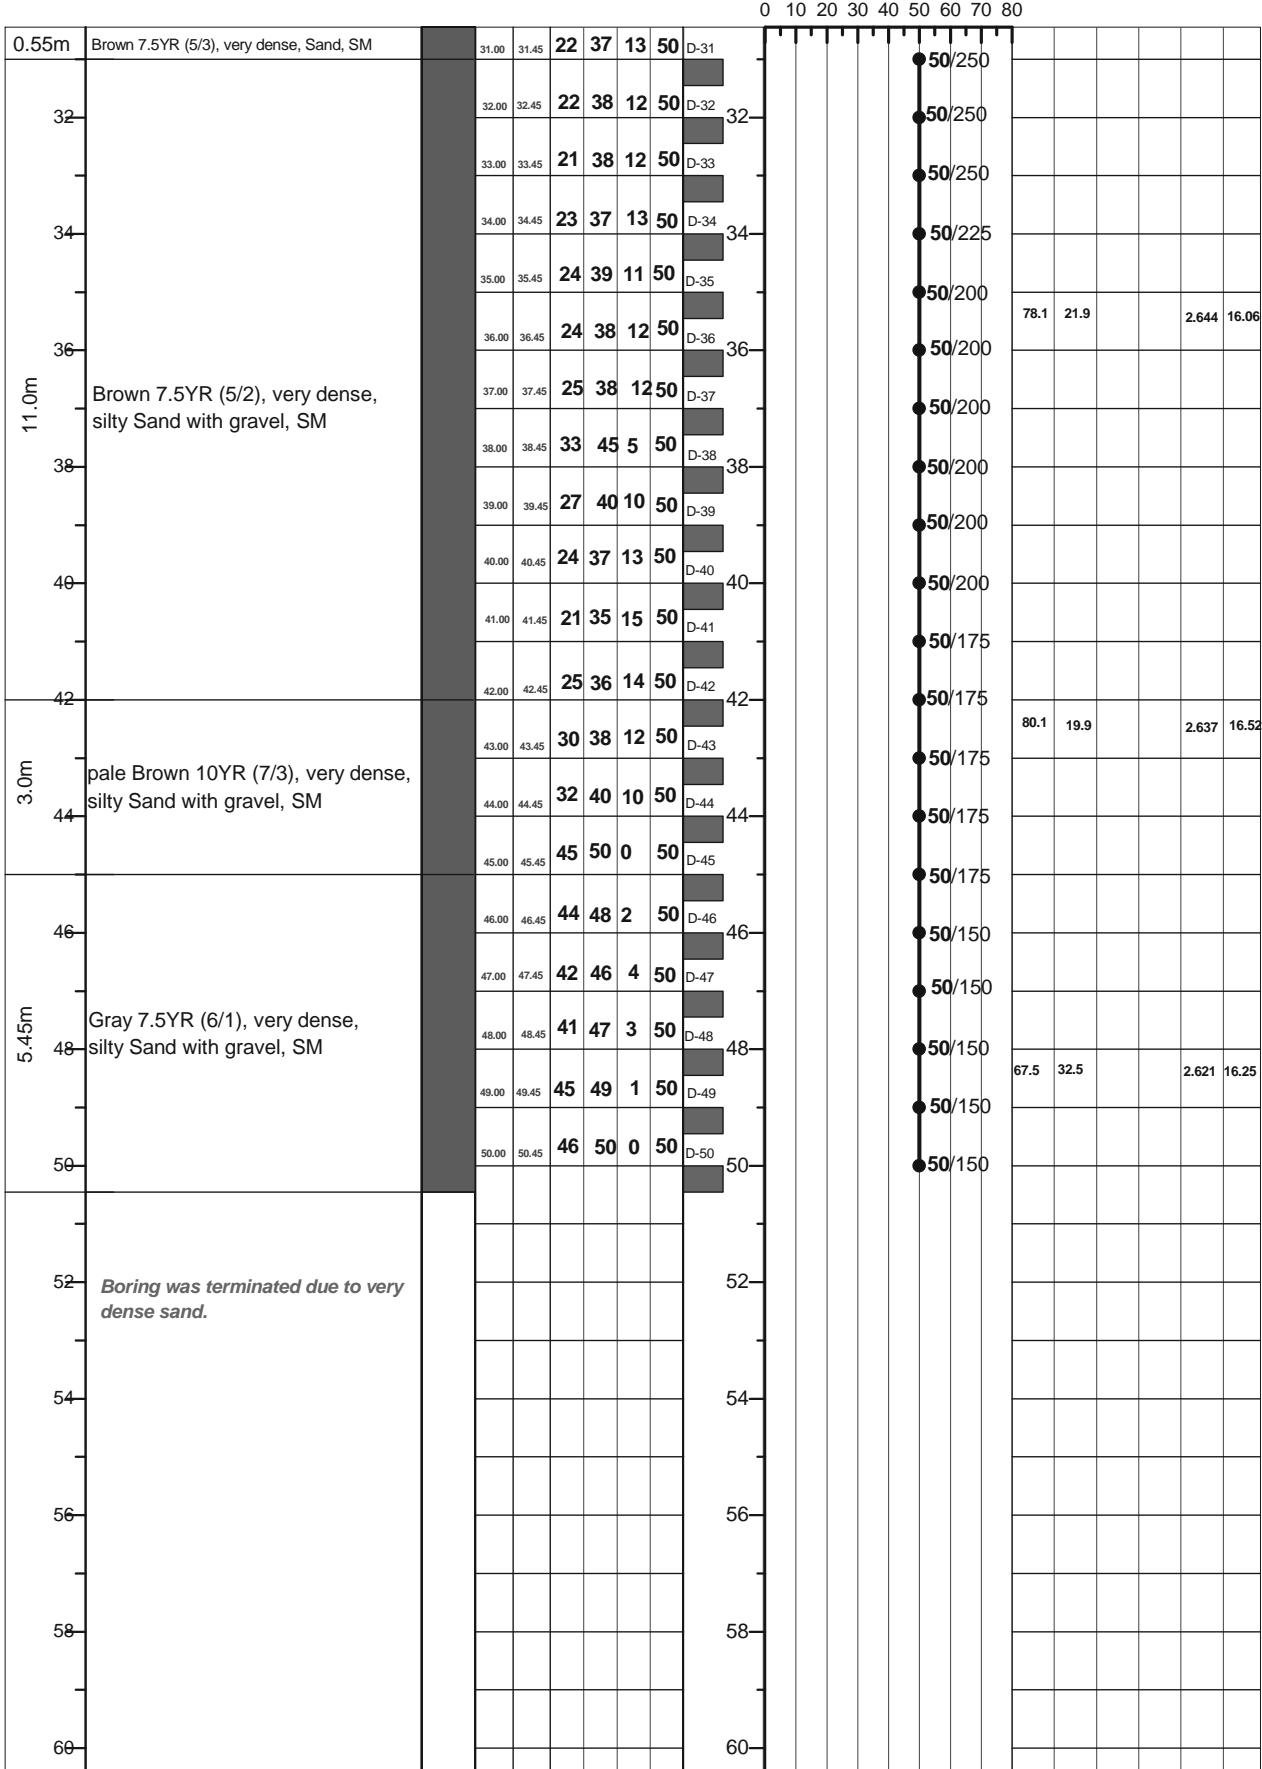 0 10 20 30 40 50 60 70 80
0.55m Brown 7.5YR (5/3), very dense, Sand, SM 31.00 31.45 22 37 13 50 D-31
50/250
32 32.00 32.45 22 38 12 50 D-32 32 50/250
33.00 33.45 21 38 12 50 D-33
50/250
34 34.00 34.45 23 37 13 50 D-34 34 50/225
35.00 35.45 24 39 11 50 D-35
50/200
78.1 21.9 2.644 16.06
36 36.00 36.45 24 38 12 50 D-36 36 50/200
11.0m
Brown 7.5YR (5/2), very dense,
silty Sand with gravel, SM
37.00 37.45 25 38 12 50 D-37
50/200
38 38.00 38.45 33 45 5 50 D-38 38 50/200
39.00 39.45 27 40 10 50 D-39
50/200
40 40.00 40.45 24 37 13 50 D-40 40 50/200
41.00 41.45 21 35 15 50 D-41
50/175
42 42.00 42.45 25 36 14 50 D-42 42 50/175
80.1 19.9 2.637 16.52
43.00 43.45 30 38 12 50 D-43
50/175
3.0m
pale Brown 10YR (7/3), very dense,
silty Sand with gravel, SM
44 44.00 44.45 32 40 10 50 D-44 44 50/175
45.00 45.45 45 50 0 50 D-45
50/175
46 46.00 46.45 44 48 2 50 D-46 46 50/150
47.00 47.45 42 46 4 50 D-47
50/150
5.45m
Gray 7.5YR (6/1), very dense,
silty Sand with gravel, SM
48 48.00 48.45 41 47 3 50 D-48 48 50/150
67.5 32.5 2.621 16.25
49.00 49.45 45 49 1 50 D-49
50/150
50 50.00 50.45 46 50 0 50 D-50 50 50/150
52 52
Boring was terminated due to very
dense sand.
54 54
56 56
58 58
60 60